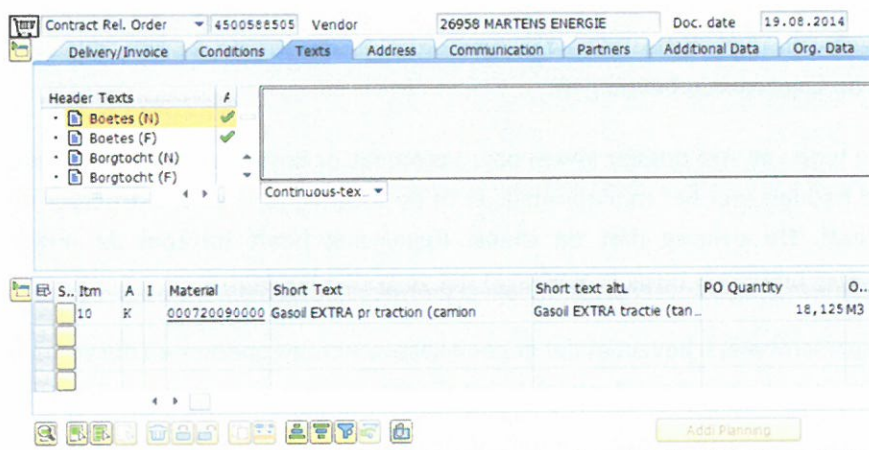 Contract Rel. Order 4500588505 Vendor 26958 MARTENS ENERGIE Doc. date 19.08.2014
Delivery/Invoice Conditions Texts Address Communication Partners Additional Data Org. Data
Header Texts A
Boetes (N)
Boetes (F)
Borgtocht (N)
Borgtocht (F)
Continuous-tex...
S.. Itm A I Material Short Text Short text altL PO Quantity O..
10 K 000720090000 Gasoil EXTRA pr traction (camion Gasoil EXTRA tractie (tan... 18,125 M3
Addl Planning